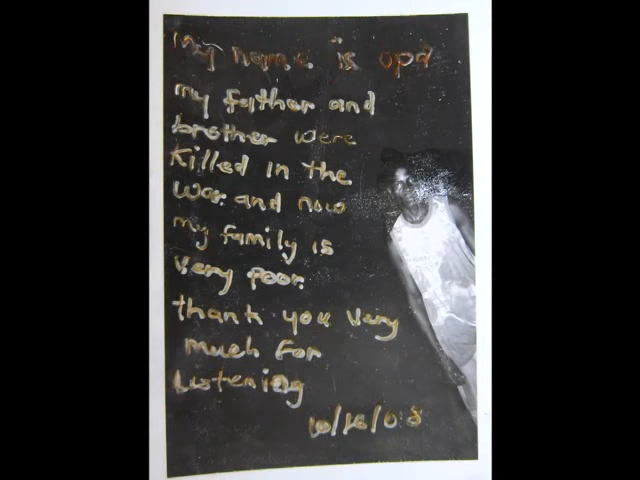 My name is opa
my father and
brother were
Killed in the
War and now
my family is
very poor.
thank you very
much for
Listening
10/16/08